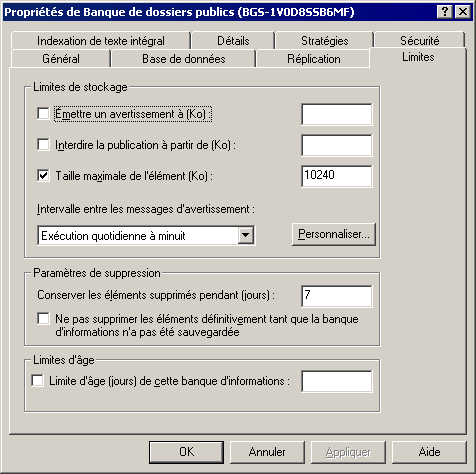 Propriétés de Banque de dossiers publics (BGS-1V0D8SSB6MF)
Indexation de texte intégral Détails Stratégies Sécurité
Général Base de données Réplication Limites
Limites de stockage
Émettre un avertissement à (Ko) :
Interdire la publication à partir de (Ko) :
Taille maximale de l'élément (Ko) : 10240
Intervalle entre les messages d'avertissement :
Exécution quotidienne à minuit Personnaliser...
Paramètres de suppression
Conserver les éléments supprimés pendant (jours) : 7
Ne pas supprimer les éléments définitivement tant que la banque
d'informations n'a pas été sauvegardée
Limites d'âge
Limite d'âge (jours) de cette banque d'informations :
OK Annuler Appliquer Aide